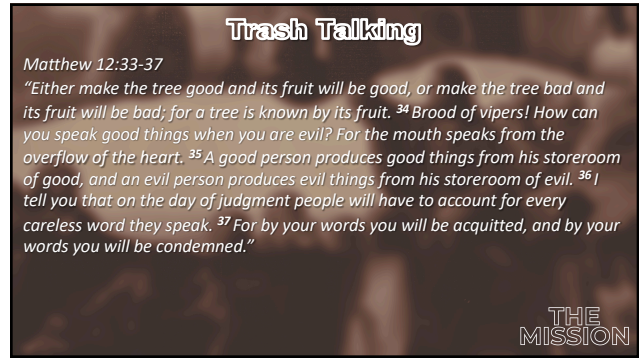 Trash Talking
Matthew 12:33-37
“Either make the tree good and its fruit will be good, or make the tree bad and
its fruit will be bad; for a tree is known by its fruit. 34 Brood of vipers! How can
you speak good things when you are evil? For the mouth speaks from the
overflow of the heart. 35 A good person produces good things from his storeroom
of good, and an evil person produces evil things from his storeroom of evil. 36 I
tell you that on the day of judgment people will have to account for every
careless word they speak. 37 For by your words you will be acquitted, and by your
words you will be condemned.”
THE
MISSION